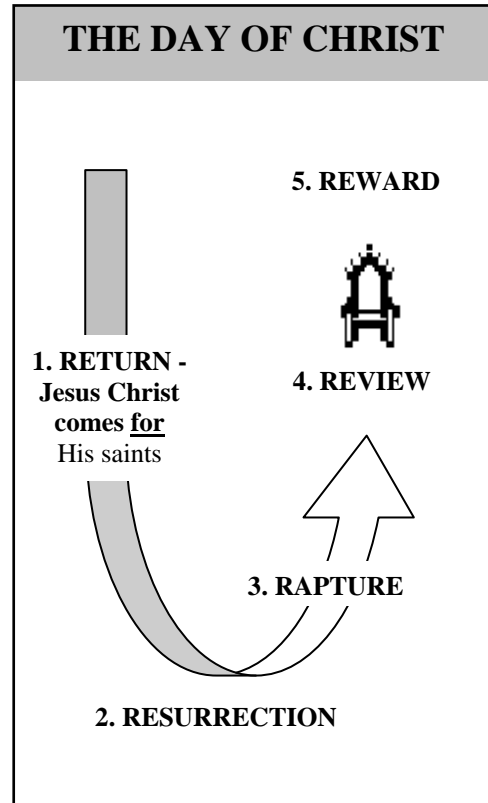 THE DAY OF CHRIST
5. REWARD
1. RETURN -
Jesus Christ
comes for
His saints
4. REVIEW
3. RAPTURE
2. RESURRECTION